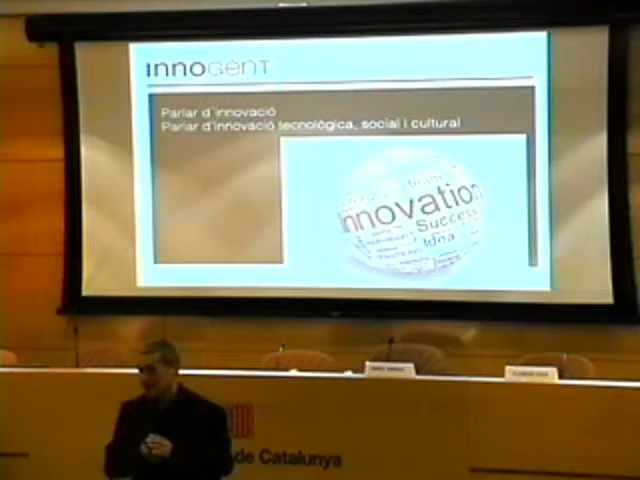 INNOGENT
Parlar d'innovació
Parlar d'innovació tecnològica, social i cultural
innovation
Success
Idea
de Catalunya